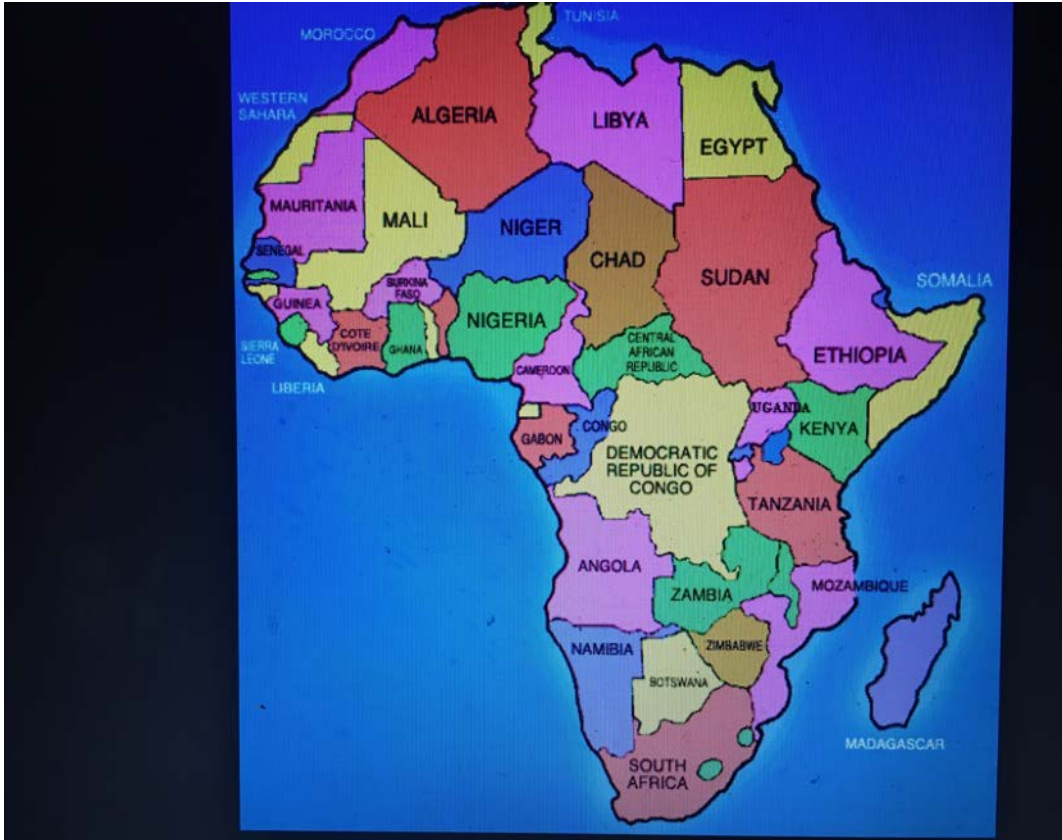 TUNISIA
MOROCCO
WESTERN
SAHARA
ALGERIA
LIBYA
EGYPT
MAURITANIA
MALI
NIGER
CHAD
SUDAN
SENEGAL
BURKINA
FASO
GUINEA
NIGERIA
SOMALIA
SIERRA
LEONE
COTE
D'IVOIRE
GHANA
LIBERIA
CENTRAL
AFRICAN
REPUBLIC
CAMEROON
ETHIOPIA
UGANDA
KENYA
GABON
CONGO
DEMOCRATIC
REPUBLIC OF
CONGO
TANZANIA
ANGOLA
ZAMBIA
MOZAMBIQUE
NAMIBIA
ZIMBABWE
BOTSWANA
MADAGASCAR
SOUTH
AFRICA